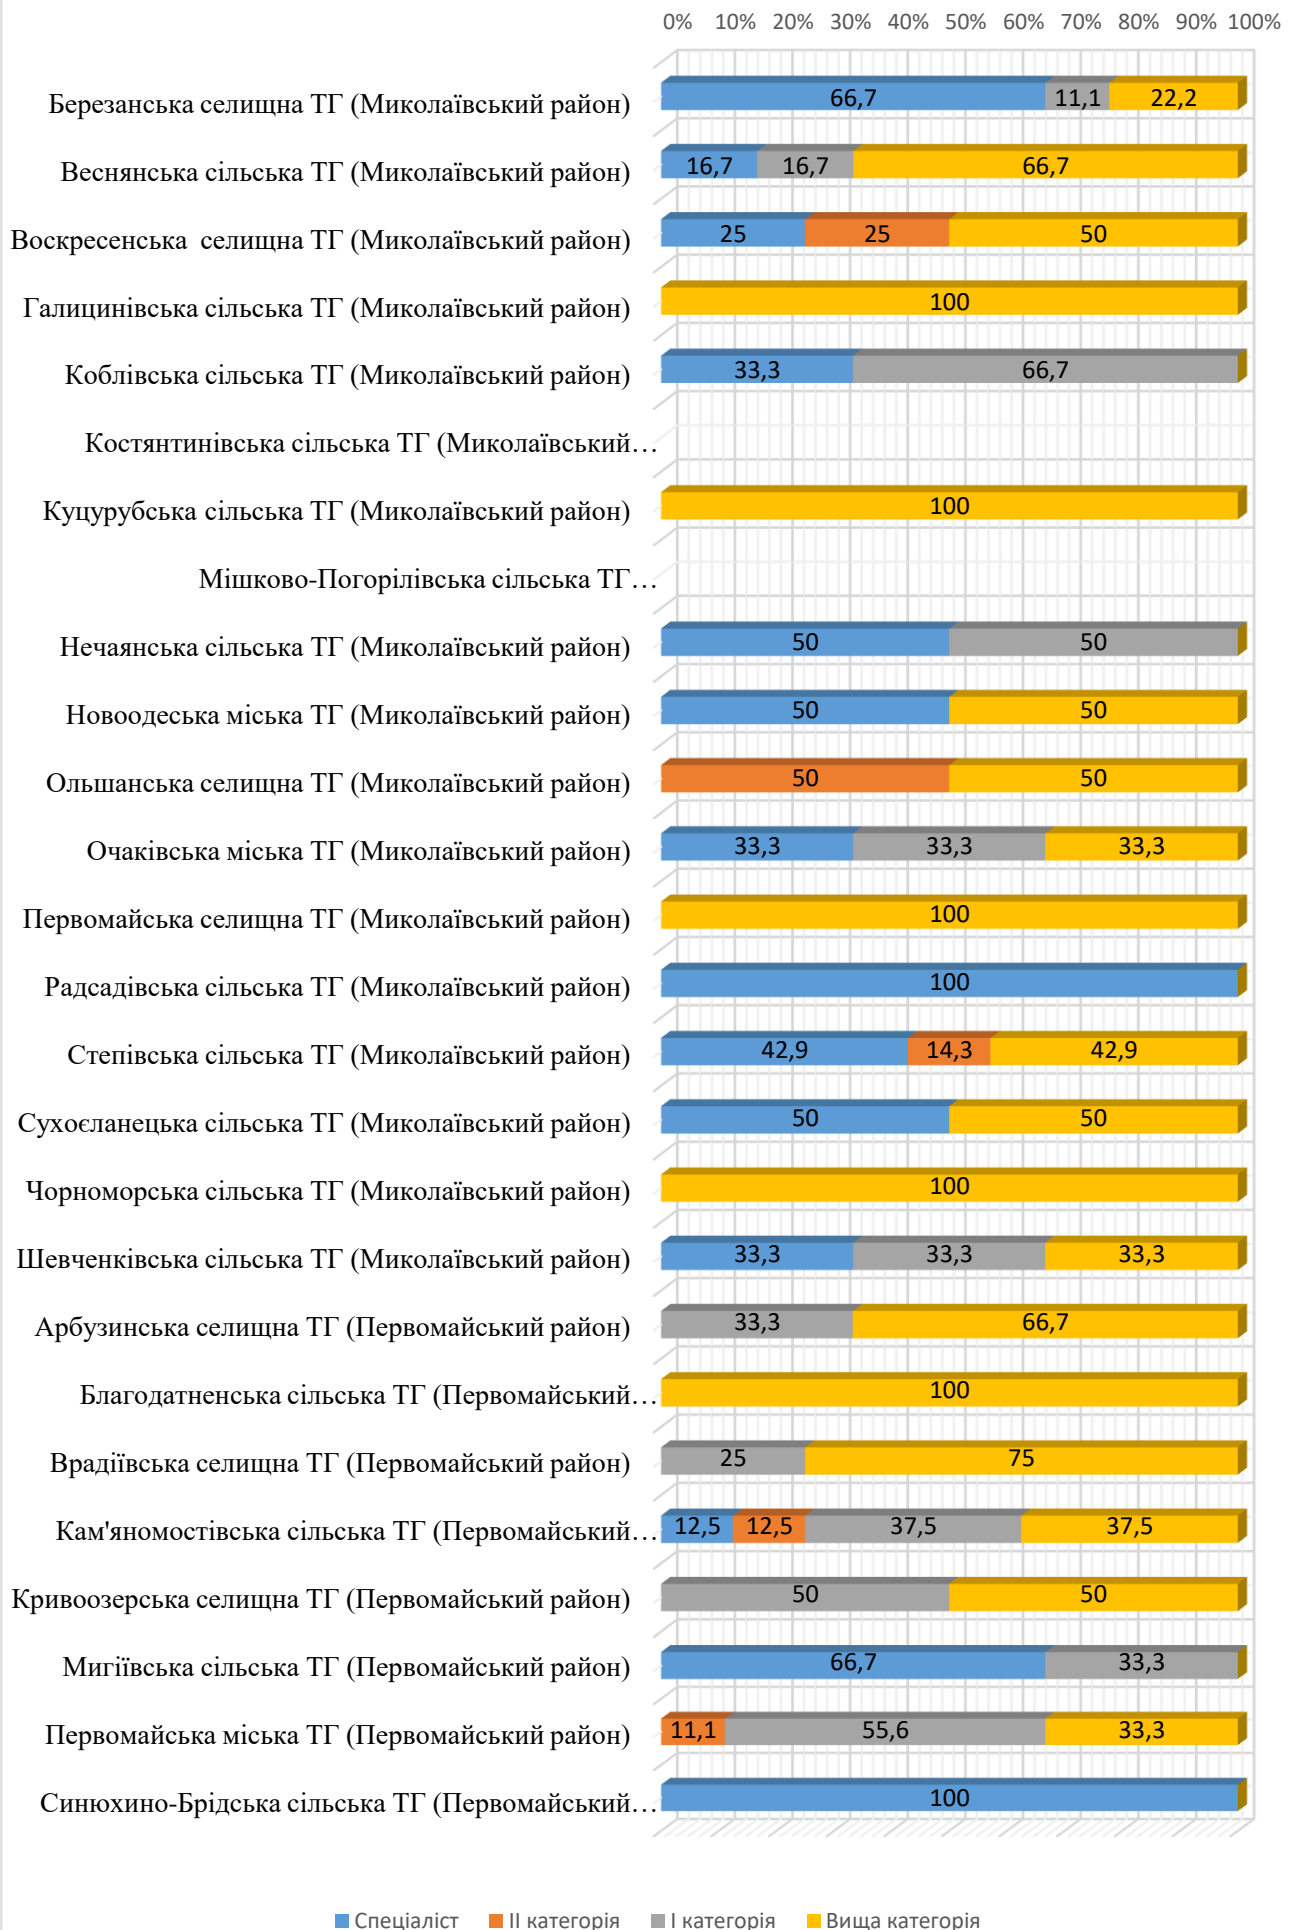 0% 10% 20% 30% 40% 50% 60% 70% 80% 90% 100%
Березанська селищна ТГ (Миколаївський район) 66,7 11,1 22,2
Веснянська сільська ТГ (Миколаївський район) 16,7 16,7 66,7
Воскресенська селищна ТГ (Миколаївський район) 25 25 50
Галицинівська сільська ТГ (Миколаївський район) 100
Коблівська сільська ТГ (Миколаївський район) 33,3 66,7
Костянтинівська сільська ТГ (Миколаївський…
Куцурубська сільська ТГ (Миколаївський район) 100
Мішково-Погорілівська сільська ТГ…
Нечаянська сільська ТГ (Миколаївський район) 50 50
Новоодеська міська ТГ (Миколаївський район) 50 50
Ольшанська селищна ТГ (Миколаївський район) 50 50
Очаківська міська ТГ (Миколаївський район) 33,3 33,3 33,3
Первомайська селищна ТГ (Миколаївський район) 100
Радсадівська сільська ТГ (Миколаївський район) 100
Степівська сільська ТГ (Миколаївський район) 42,9 14,3 42,9
Сухоєланецька сільська ТГ (Миколаївський район) 50 50
Чорноморська сільська ТГ (Миколаївський район) 100
Шевченківська сільська ТГ (Миколаївський район) 33,3 33,3 33,3
Арбузинська селищна ТГ (Первомайський район) 33,3 66,7
Благодатненська сільська ТГ (Первомайський… 100
Врадіївська селищна ТГ (Первомайський район) 25 75
Кам'яномостівська сільська ТГ (Первомайський… 12,5 12,5 37,5 37,5
Кривоозерська селищна ТГ (Первомайський район) 50 50
Мигіївська сільська ТГ (Первомайський район) 66,7 33,3
Первомайська міська ТГ (Первомайський район) 11,1 55,6 33,3
Синюхино-Брідська сільська ТГ (Первомайський… 100
Спеціаліст ІІ категорія І категорія Вища категорія